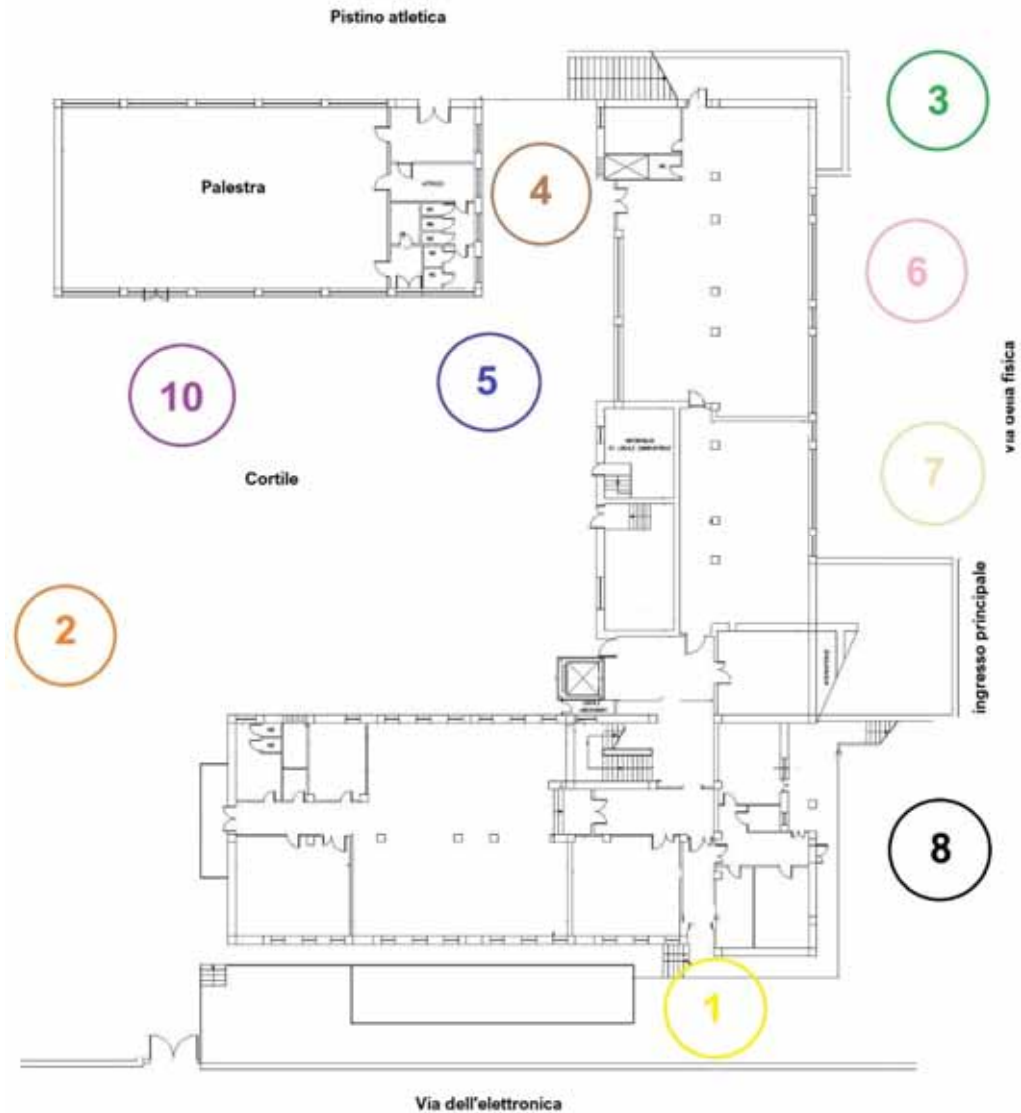 Pistino atletica
3
4
Palestra
6
5
10
via della fisica
7
Cortile
ingresso principale
2
8
1
Via dell'elettronica